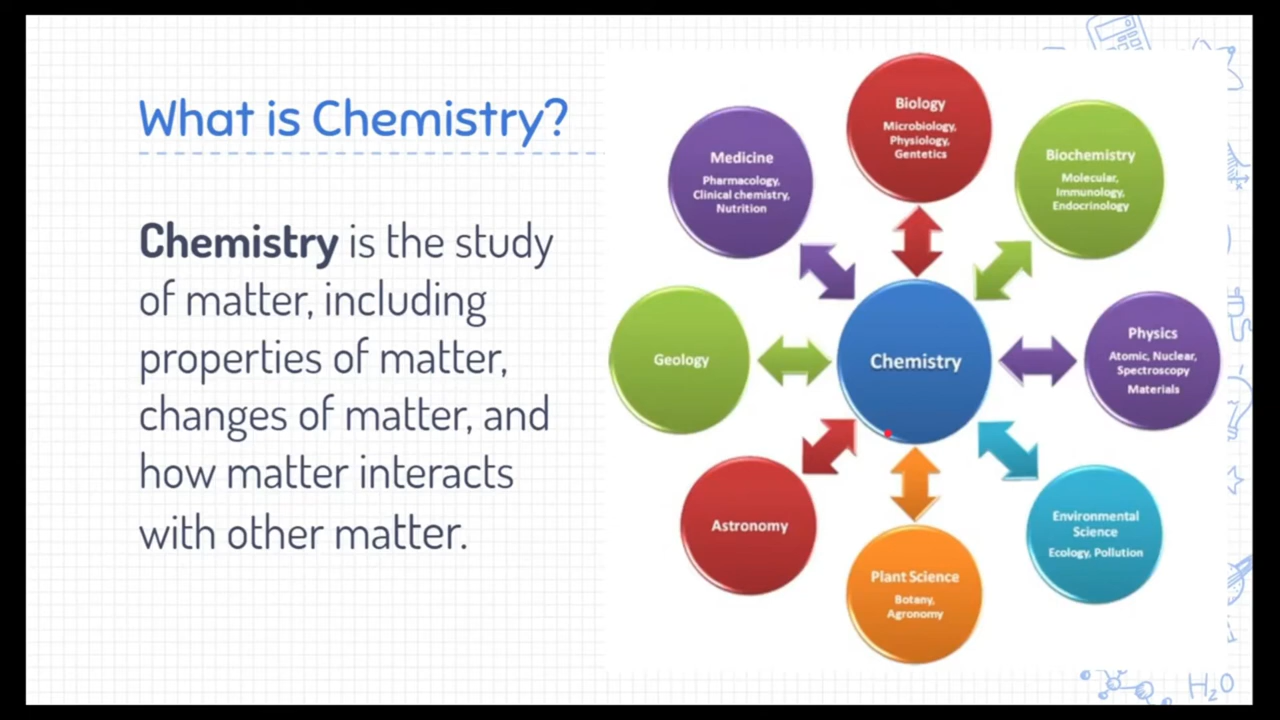 What is Chemistry?
Chemistry is the study
of matter, including
properties of matter,
changes of matter, and
how matter interacts
with other matter.
Biology
Microbiology,
Physiology,
Gentetics
Medicine
Pharmacology,
Clinical chemistry,
Nutrition
Biochemistry
Molecular,
Immunology,
Endocrinology
Geology
Chemistry
Physics
Atomic, Nuclear,
Spectroscopy
Materials
Astronomy
Plant Science
Botany,
Agronomy
Environmental
Science
Ecology, Pollution
H₂O